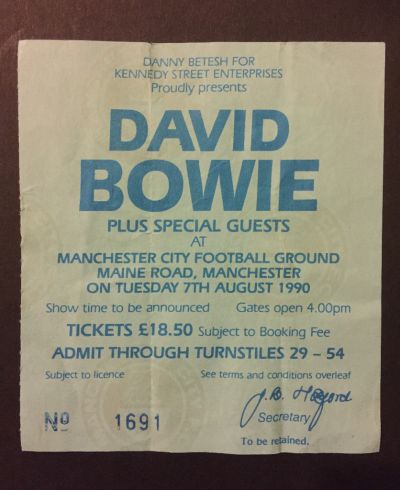 DANNY BETESH FOR
KENNEDY STREET ENTERPRISES
Proudly presents
DAVID
BOWIE
PLUS SPECIAL GUESTS
AT
MANCHESTER CITY FOOTBALL GROUND
MAINE ROAD, MANCHESTER
ON TUESDAY 7TH AUGUST 1990
Show time to be announced Gates open 4.00pm
TICKETS £18.50 Subject to Booking Fee
ADMIT THROUGH TURNSTILES 29 – 54
Subject to licence See terms and conditions overleaf
J. B.
Secretary
Nº 1691
To be retained.